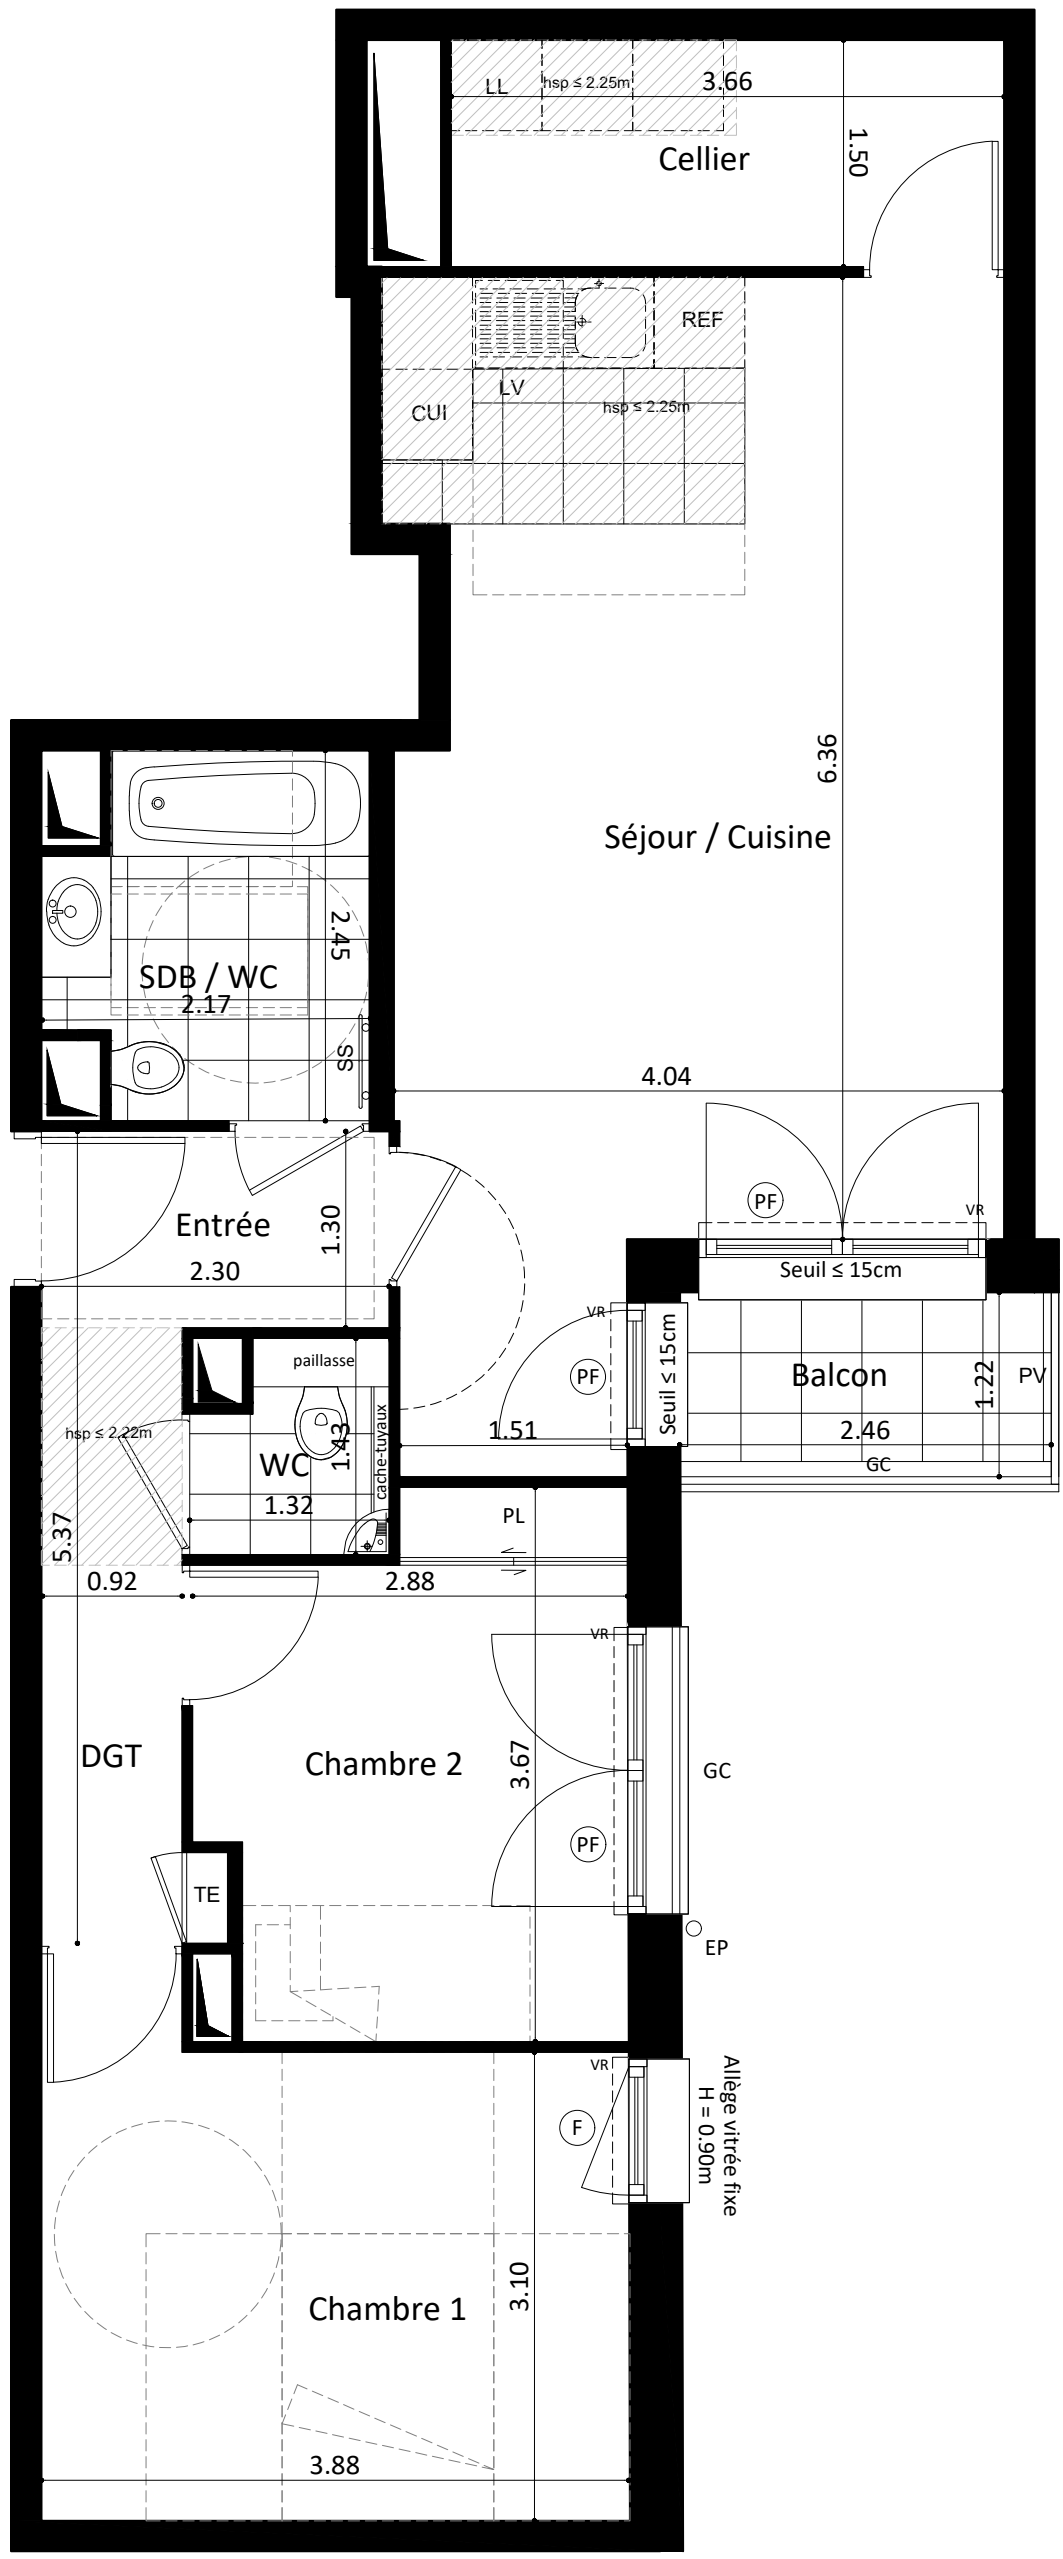 LL
hsp ≤ 2.25m
3.66
Cellier
1.50
REF
LV
CUI
hsp ≤ 2.25m
6.36
Séjour / Cuisine
2.45
SDB / WC
2.17
SS
4.04
PF
VR
Seuil ≤ 15cm
Entrée
1.30
2.30
VR
Seuil ≤ 15cm
PF
Balcon
1.22
PV
2.46
GC
1.51
paillasse
hsp ≤ 2.22m
WC
1.43
cache-tuyaux
1.32
5.37
PL
0.92
2.88
VR
DGT
Chambre 2
3.67
GC
PF
TE
EP
VR
F
Allège vitrée fixe
H = 0.90m
3.10
Chambre 1
3.88